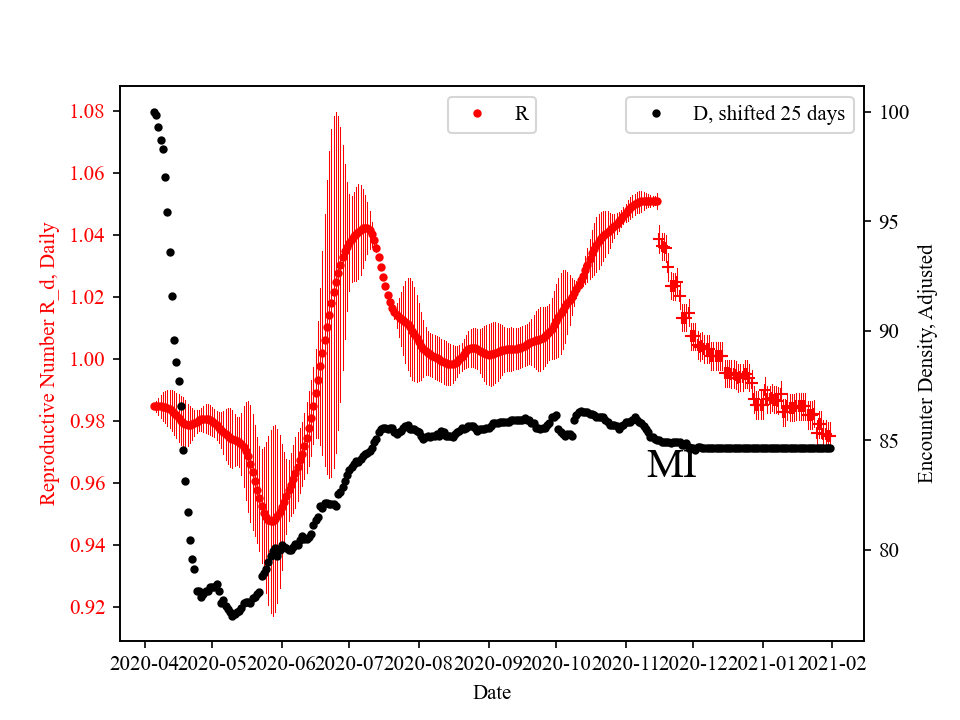 R
D, shifted 25 days
1.08
1.06
1.04
1.02
1.00
0.98
0.96
0.94
0.92
Reproductive Number R_d, Daily
100
95
90
85
80
Encounter Density, Adjusted
MI
2020-04 2020-05 2020-06 2020-07 2020-08 2020-09 2020-10 2020-11 2020-12 2021-01 2021-02
Date